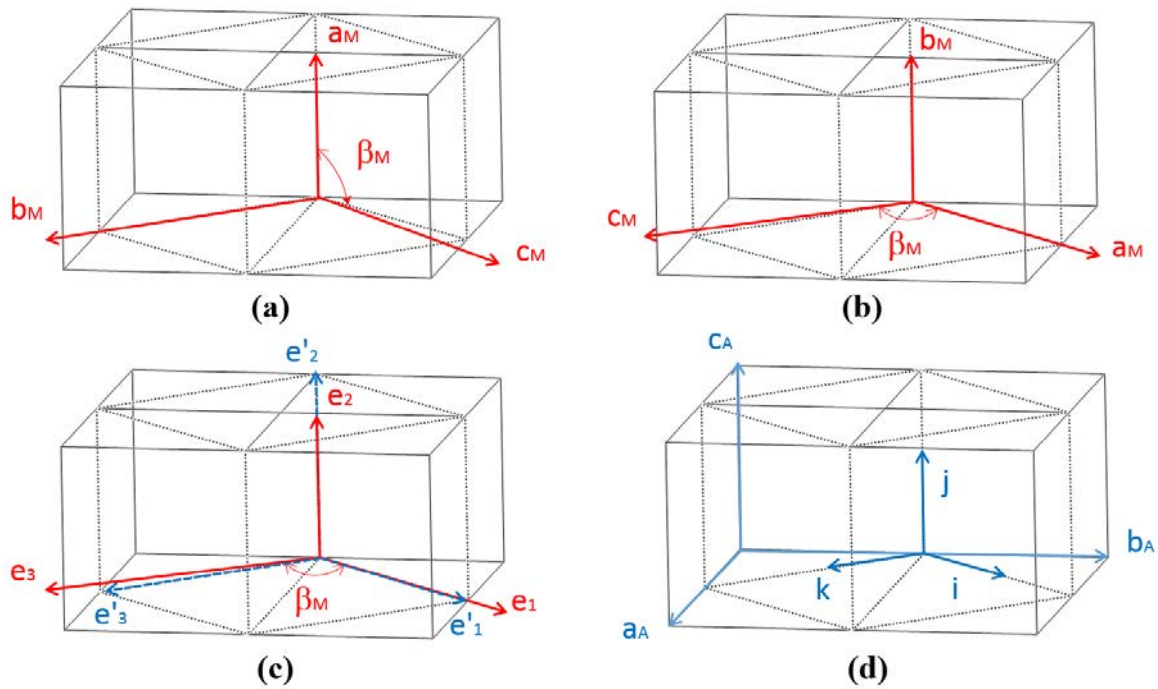 aM
βM
bM
cM
(a)
bM
cM
βM
aM
(b)
e'2
e2
e3
e'3
βM
e1
e'1
(c)
cA
j
bA
k
i
aA
(d)